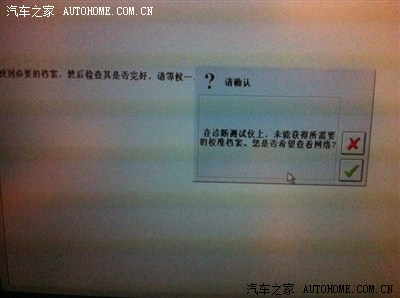 汽车之家 AUTOHOME.COM.CN
找到必要的档案，然后检查其是否完好，请等候…
? 请确认
在诊断测试仪上，未能获得所需要
的校准档案。您是否希望查看网络?
汽车之家 AUTOHOME.COM.CN